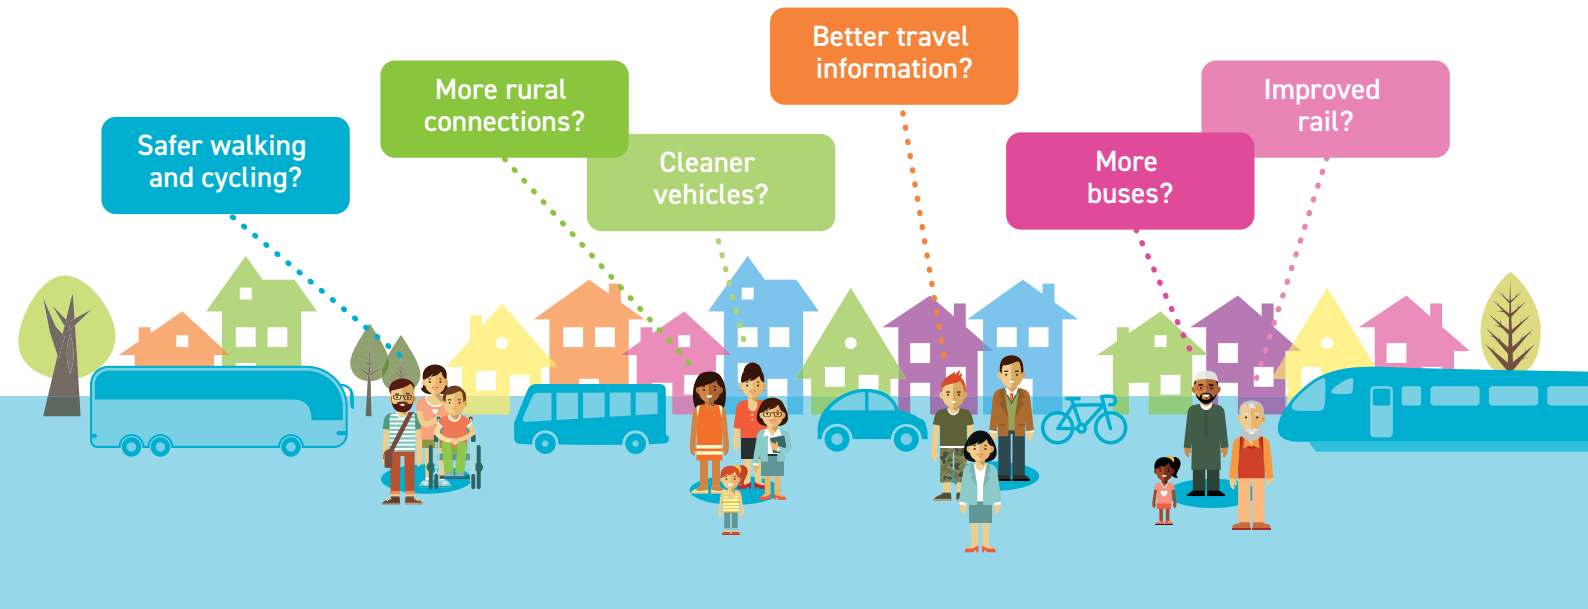 Safer walking
and cycling?
More rural
connections?
Cleaner
vehicles?
Better travel
information?
More
buses?
Improved
rail?